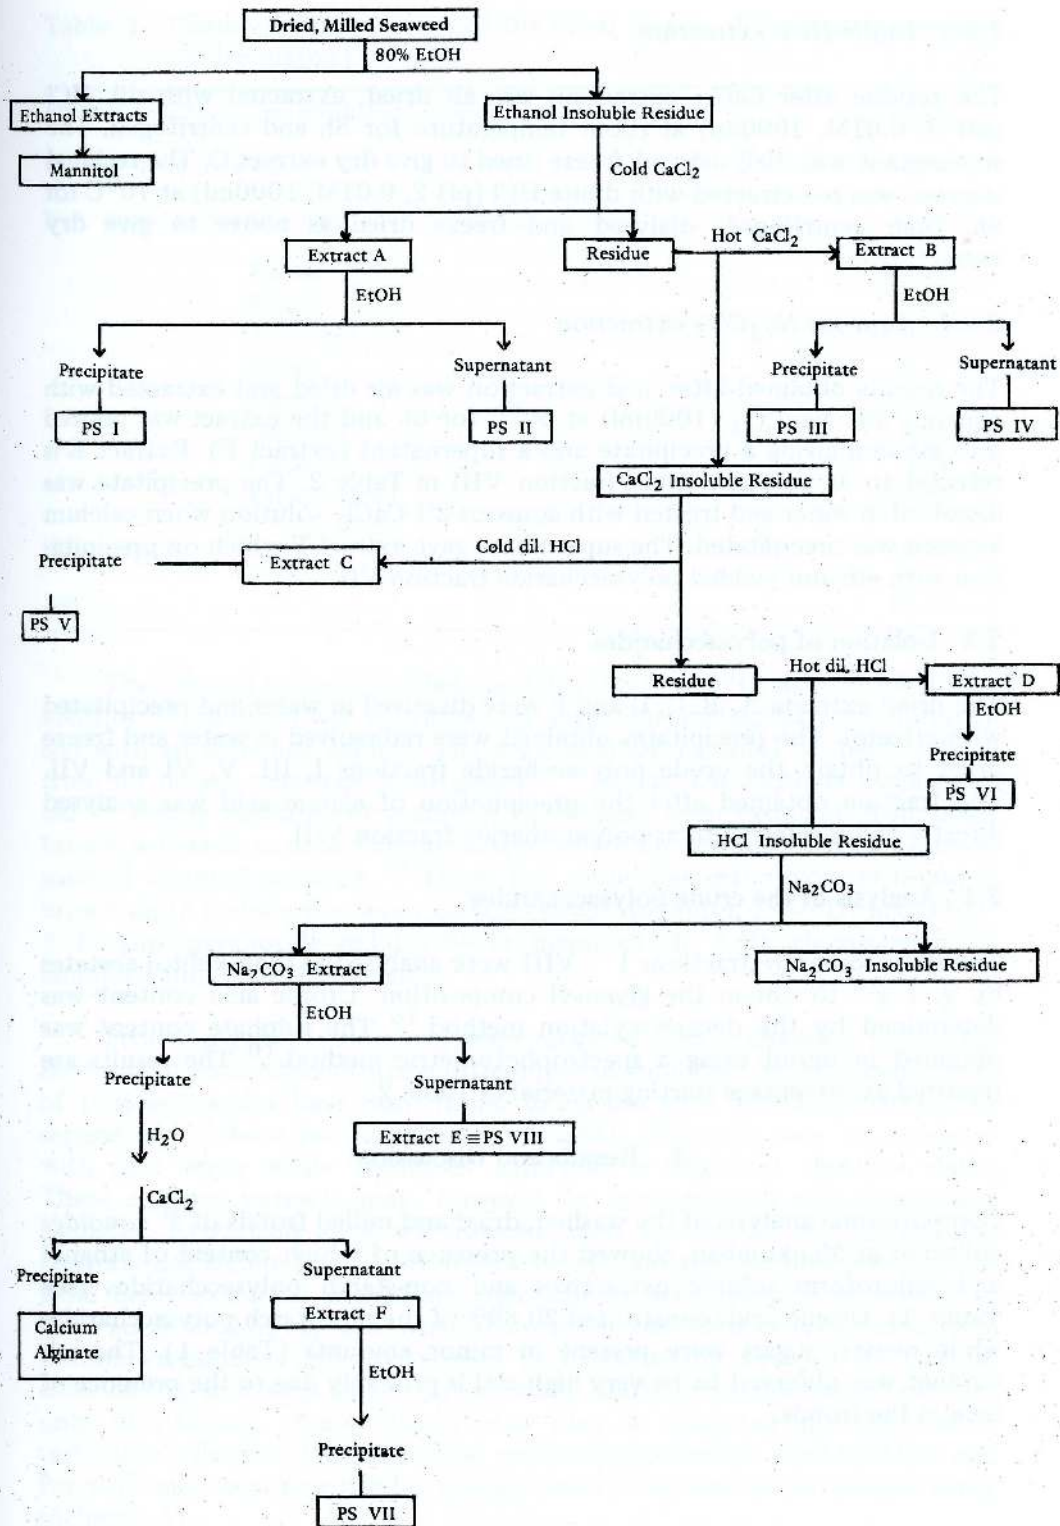 Dried, Milled Seaweed
80% EtOH
Ethanol Extracts
Ethanol Insoluble Residue
Mannitol
Cold CaCl₂
Extract A
Residue
Hot CaCl₂
Extract B
EtOH
EtOH
Precipitate
Supernatant
Precipitate
Supernatant
PS I
PS II
PS III
PS IV
CaCl₂ Insoluble Residue
Precipitate
Extract C
Cold dil. HCl
PS V
Residue
Hot dil. HCl
Extract D
EtOH
Precipitate
PS VI
HCl Insoluble Residue
Na₂CO₃
Na₂CO₃ Extract
Na₂CO₃ Insoluble Residue
EtOH
Precipitate
Supernatant
H₂O
Extract E ≡ PS VIII
CaCl₂
Precipitate
Supernatant
Calcium
Alginate
Extract F
EtOH
Precipitate
PS VII